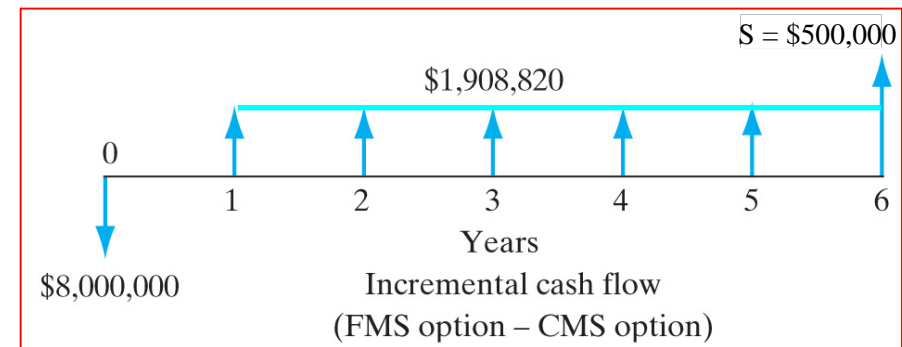 S = $500,000
$1,908,820
0
1 2 3 4 5 6
Years
$8,000,000
Incremental cash flow
(FMS option – CMS option)